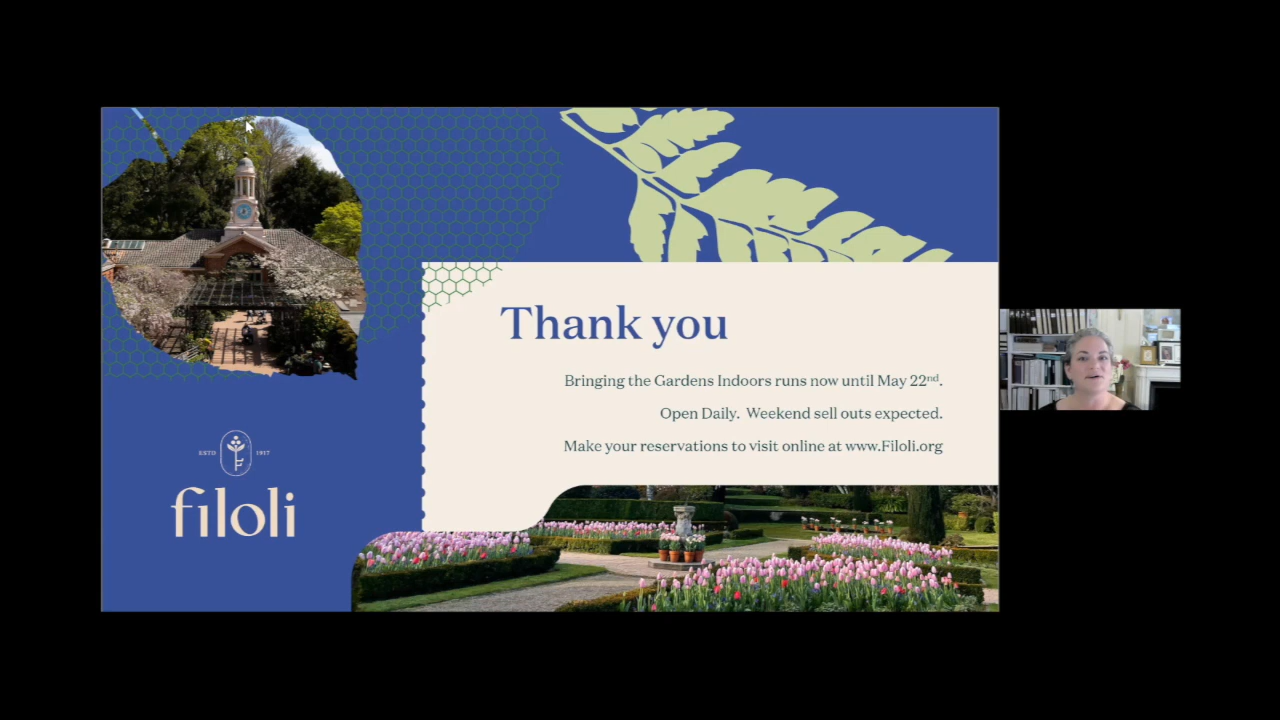 Thank you
Bringing the Gardens Indoors runs now until May 22nd.
Open Daily.  Weekend sell outs expected.
Make your reservations to visit online at www.Filoli.org
ESTD 1917
filoli